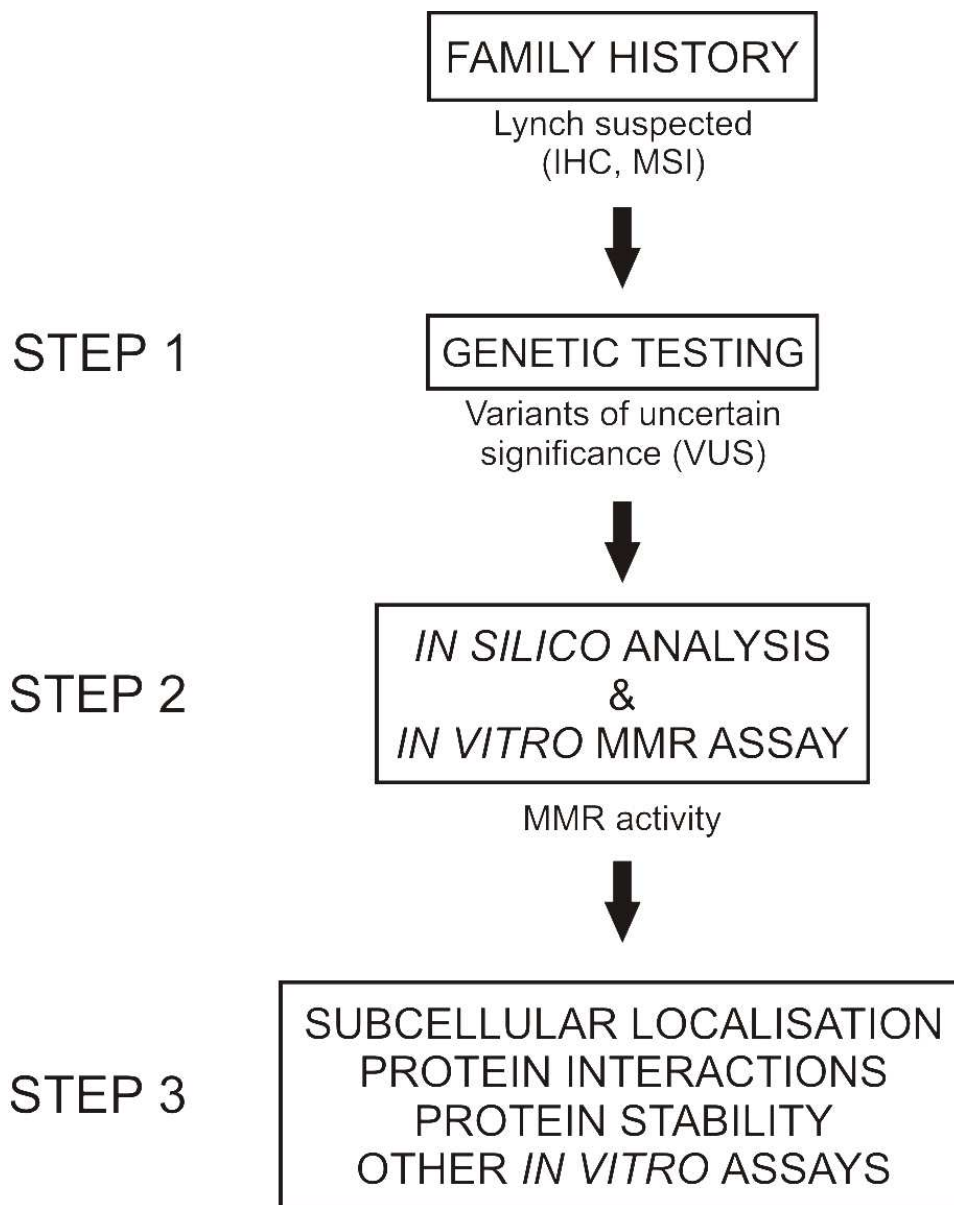 FAMILY HISTORY
Lynch suspected
(IHC, MSI)
STEP 1
GENETIC TESTING
Variants of uncertain
significance (VUS)
STEP 2
IN SILICO ANALYSIS
&
IN VITRO MMR ASSAY
MMR activity
STEP 3
SUBCELLULAR LOCALISATION
PROTEIN INTERACTIONS
PROTEIN STABILITY
OTHER IN VITRO ASSAYS